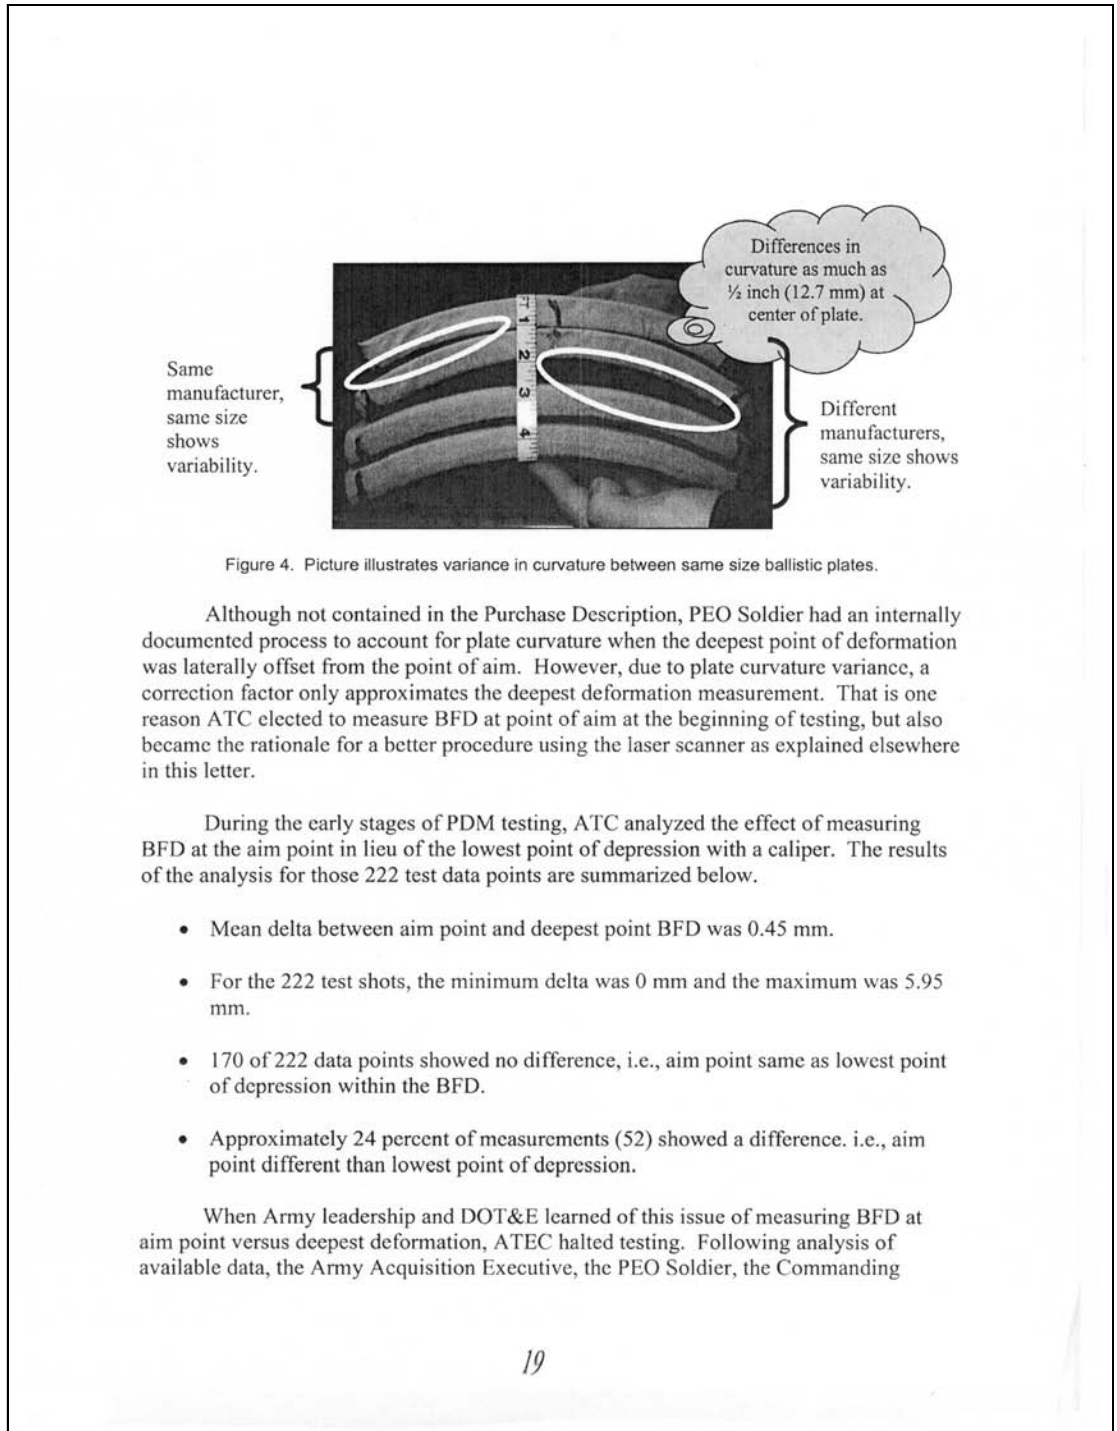 Differences in
curvature as much as
½ inch (12.7 mm) at
center of plate.
1
2
3
4
Same
manufacturer,
same size
shows
variability.
Different
manufacturers,
same size shows
variability.
Figure 4. Picture illustrates variance in curvature between same size ballistic plates.
Although not contained in the Purchase Description, PEO Soldier had an internally
documented process to account for plate curvature when the deepest point of deformation
was laterally offset from the point of aim. However, due to plate curvature variance, a
correction factor only approximates the deepest deformation measurement. That is one
reason ATC elected to measure BFD at point of aim at the beginning of testing, but also
became the rationale for a better procedure using the laser scanner as explained elsewhere
in this letter.
During the early stages of PDM testing, ATC analyzed the effect of measuring
BFD at the aim point in lieu of the lowest point of depression with a caliper. The results
of the analysis for those 222 test data points are summarized below.
• Mean delta between aim point and deepest point BFD was 0.45 mm.
• For the 222 test shots, the minimum delta was 0 mm and the maximum was 5.95
mm.
• 170 of 222 data points showed no difference, i.e., aim point same as lowest point
of depression within the BFD.
• Approximately 24 percent of measurements (52) showed a difference. i.e., aim
point different than lowest point of depression.
When Army leadership and DOT&E learned of this issue of measuring BFD at
aim point versus deepest deformation, ATEC halted testing. Following analysis of
available data, the Army Acquisition Executive, the PEO Soldier, the Commanding
19